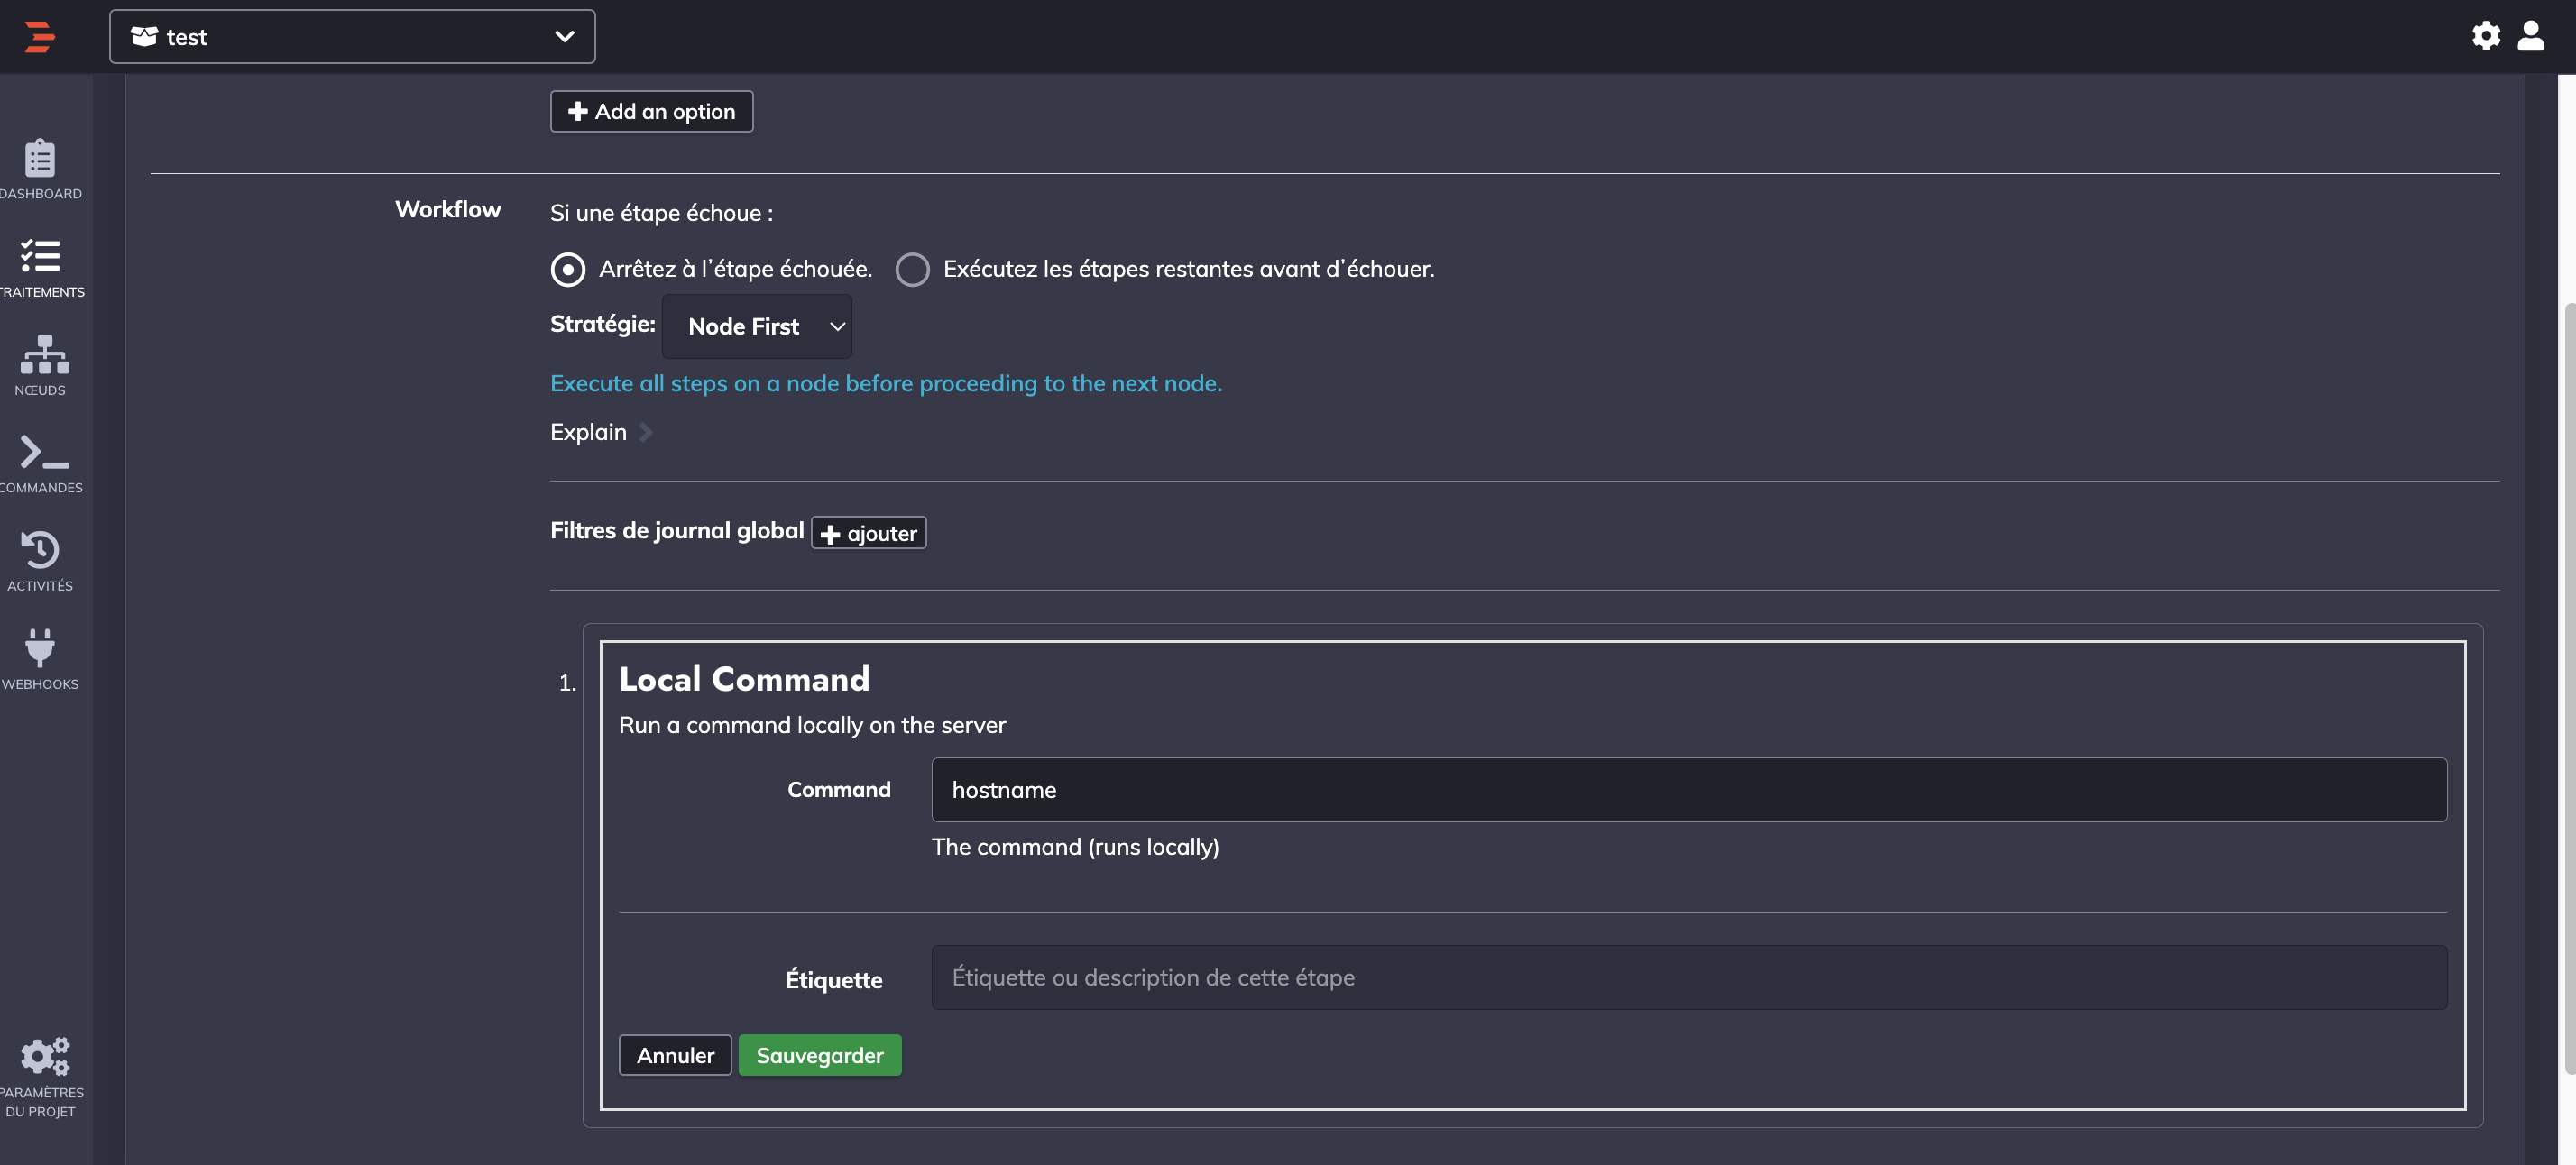 test
DASHBOARD
TRAITEMENTS
NŒUDS
COMMANDES
ACTIVITÉS
WEBHOOKS
PARAMÈTRES
DU PROJET
Add an option
Workflow
Si une étape échoue :
Arrêtez à l'étape échouée. Exécutez les étapes restantes avant d'échouer.
Stratégie: Node First
Execute all steps on a node before proceeding to the next node.
Explain
Filtres de journal global ajouter
1. Local Command
Run a command locally on the server
Command hostname
The command (runs locally)
Étiquette Étiquette ou description de cette étape
Annuler Sauvegarder